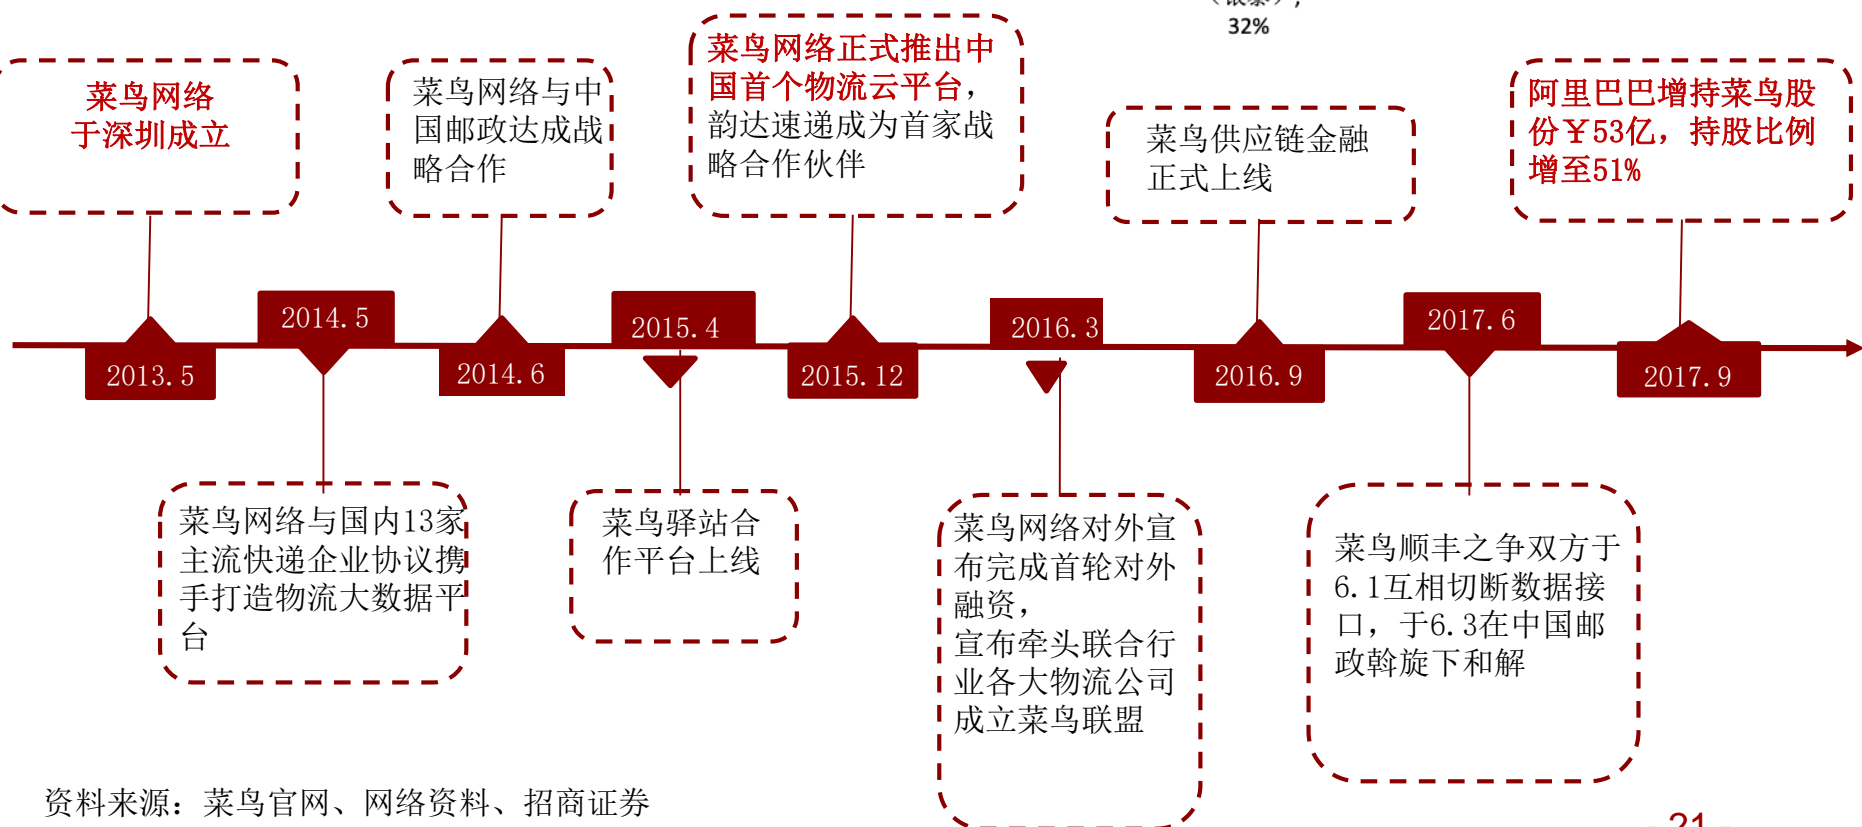 32%
菜鸟网络
于深圳成立
菜鸟网络与中
国邮政达成战
略合作
菜鸟网络正式推出中
国首个物流云平台，
韵达速递成为首家战
略合作伙伴
菜鸟供应链金融
正式上线
阿里巴巴增持菜鸟股
份￥53亿，持股比例
增至51%
2013.5
2014.5
2014.6
2015.4
2015.12
2016.3
2016.9
2017.6
2017.9
菜鸟网络与国内13家
主流快递企业协议携
手打造物流大数据平
台
菜鸟驿站合
作平台上线
菜鸟网络对外宣
布完成首轮对外
融资，
宣布牵头联合行
业各大物流公司
成立菜鸟联盟
菜鸟顺丰之争双方于
6.1互相切断数据接
口，于6.3在中国邮
政斡旋下和解
资料来源：菜鸟官网、网络资料、招商证券
- 21 -